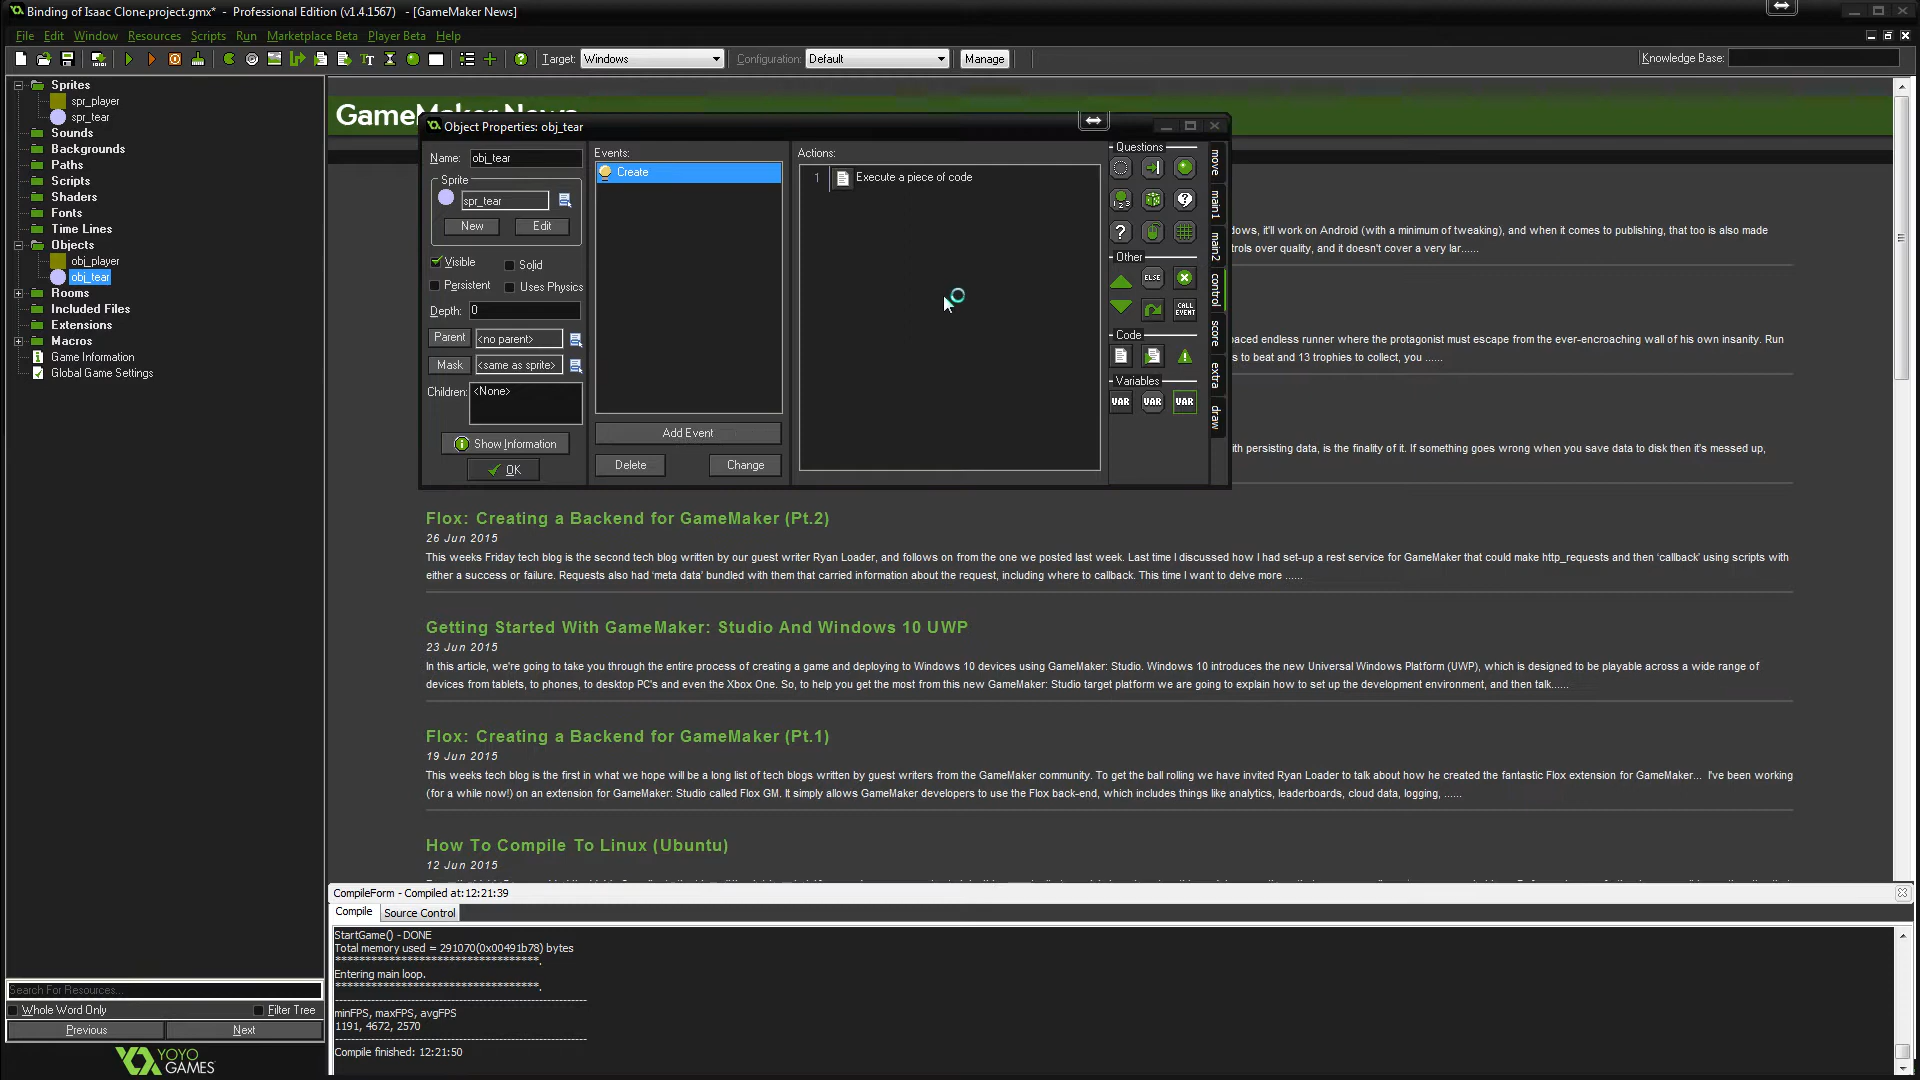 Binding of Isaac Clone.project.gmx* - Professional Edition (v1.4.1567) - [GameMaker News]
File Edit Window Resources Scripts Run Marketplace Beta Player Beta Help
Target: Windows Configuration: Default Manage Knowledge Base:
Sprites
spr_player
spr_tear
Sounds
Backgrounds
Paths
Scripts
Shaders
Fonts
Time Lines
Objects
obj_player
obj_tear
Rooms
Included Files
Extensions
Macros
Game Information
Global Game Settings
Search For Resources...
Whole Word Only Filter Tree
Previous Next
YOYO
GAMES
Object Properties: obj_tear
Name: obj_tear
Sprite
spr_tear
New Edit
Visible Solid
Persistent Uses Physics
Depth: 0
Parent <no parent>
Mask <same as sprite>
Children: <None>
Show Information
OK
Events:
Create
Add Event
Delete Change
Actions:
1 Execute a piece of code
Questions
Other
ELSE
CALL
EVENT
Code
Variables
VAR VAR VAR
move
main1
main2
control
score
extra
draw
it'll work on Android (with a minimum of tweaking), and when it comes to publishing, that too is also made
over quality, and it doesn't cover a very lar......
endless runner where the protagonist must escape from the ever-encroaching wall of his own insanity. Run
to beat and 13 trophies to collect, you ......
persisting data, is the finality of it. If something goes wrong when you save data to disk then it's messed up,
Flox: Creating a Backend for GameMaker (Pt.2)
26 Jun 2015
This weeks Friday tech blog is the second tech blog written by our guest writer Ryan Loader, and follows on from the one we posted last week. Last time I discussed how I had set-up a rest service for GameMaker that could make http_requests and then 'callback' using scripts with
either a success or failure. Requests also had 'meta data' bundled with them that carried information about the request, including where to callback. This time I want to delve more ......
Getting Started With GameMaker: Studio And Windows 10 UWP
23 Jun 2015
In this article, we're going to take you through the entire process of creating a game and deploying to Windows 10 devices using GameMaker: Studio. Windows 10 introduces the new Universal Windows Platform (UWP), which is designed to be playable across a wide range of
devices from tablets, to phones, to desktop PC's and even the Xbox One. So, to help you get the most from this new GameMaker: Studio target platform we are going to explain how to set up the development environment, and then talk......
Flox: Creating a Backend for GameMaker (Pt.1)
19 Jun 2015
This weeks tech blog is the first in what we hope will be a long list of tech blogs written by guest writers from the GameMaker community. To get the ball rolling we have invited Ryan Loader to talk about how he created the fantastic Flox extension for GameMaker... I've been working
(for a while now!) on an extension for GameMaker: Studio called Flox GM. It simply allows GameMaker developers to use the Flox back-end, which includes things like analytics, leaderboards, cloud data, logging, ......
How To Compile To Linux (Ubuntu)
12 Jun 2015
CompileForm - Compiled at:12:21:39
Compile Source Control
StartGame() - DONE
Total memory used = 291070(0x00491b78) bytes
**********************************.
Entering main loop.
**********************************.
---------------------------------------------
minFPS, maxFPS, avgFPS
1191, 4672, 2570
---------------------------------------------
Compile finished: 12:21:50